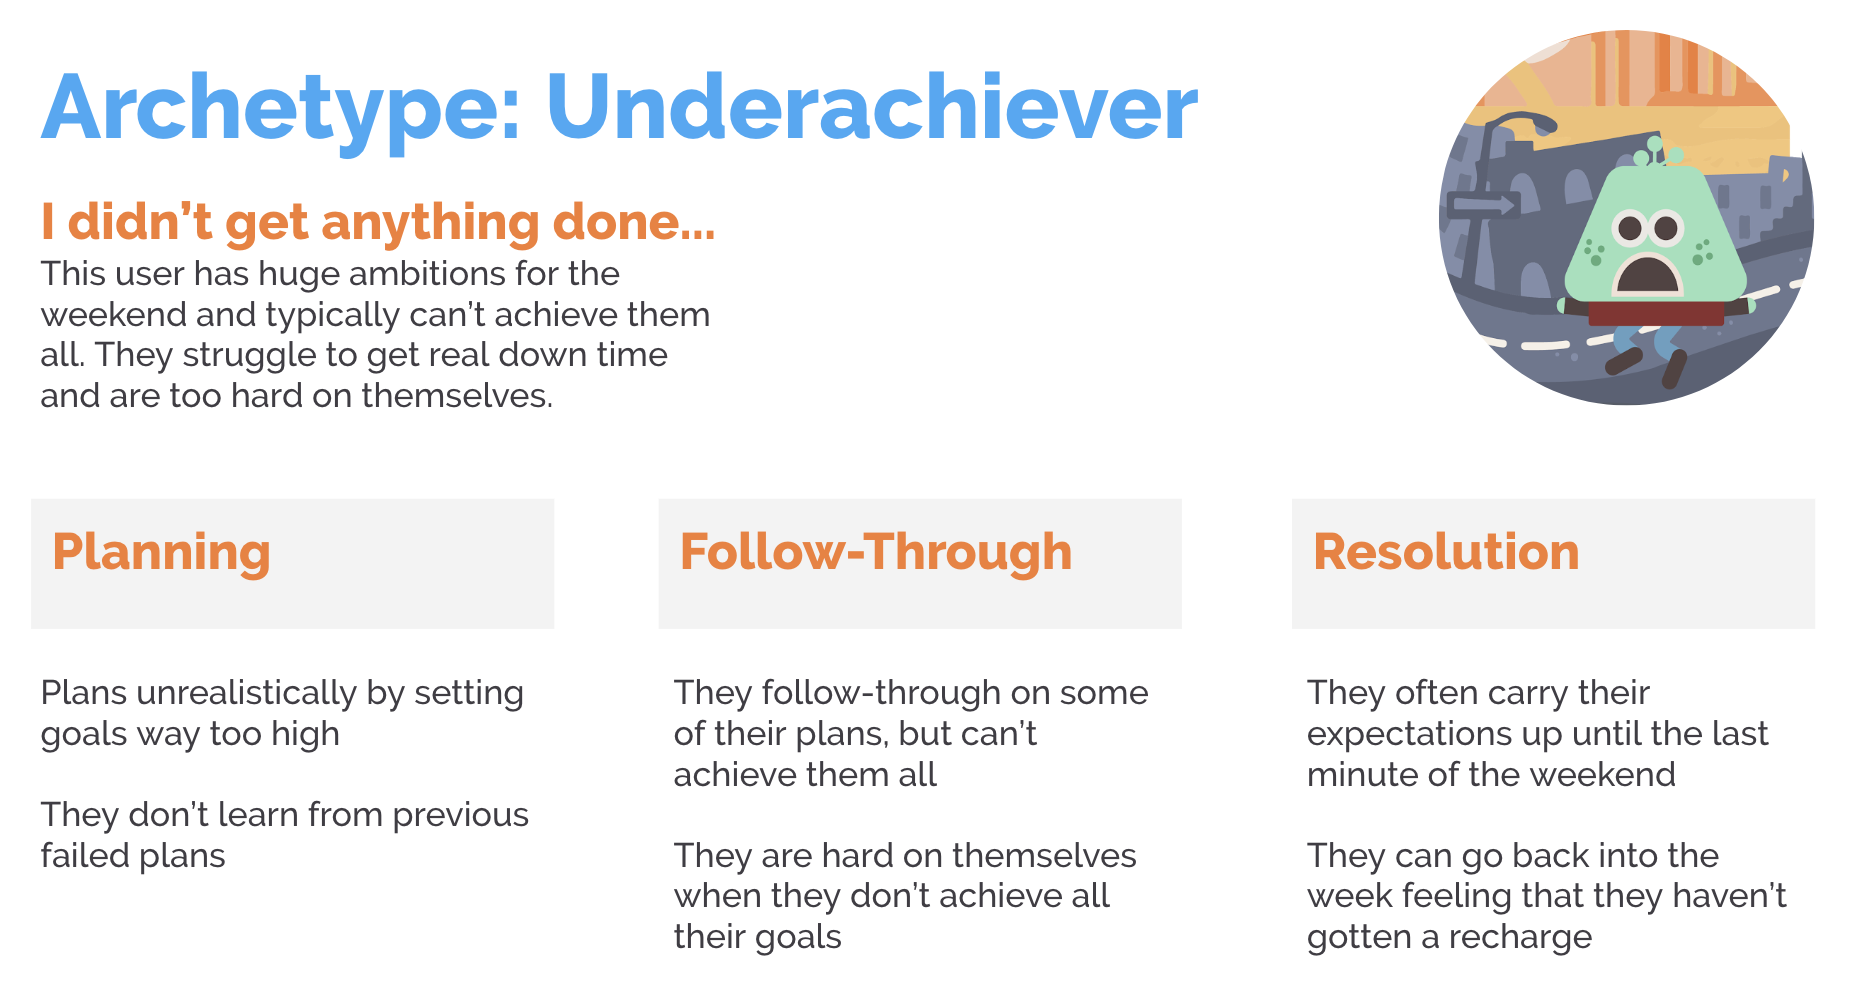 Archetype: Underachiever
I didn’t get anything done...
This user has huge ambitions for the
weekend and typically can’t achieve them
all. They struggle to get real down time
and are too hard on themselves.
Planning
Plans unrealistically by setting
goals way too high
They don’t learn from previous
failed plans
Follow-Through
They follow-through on some
of their plans, but can’t
achieve them all
They are hard on themselves
when they don’t achieve all
their goals
Resolution
They often carry their
expectations up until the last
minute of the weekend
They can go back into the
week feeling that they haven’t
gotten a recharge